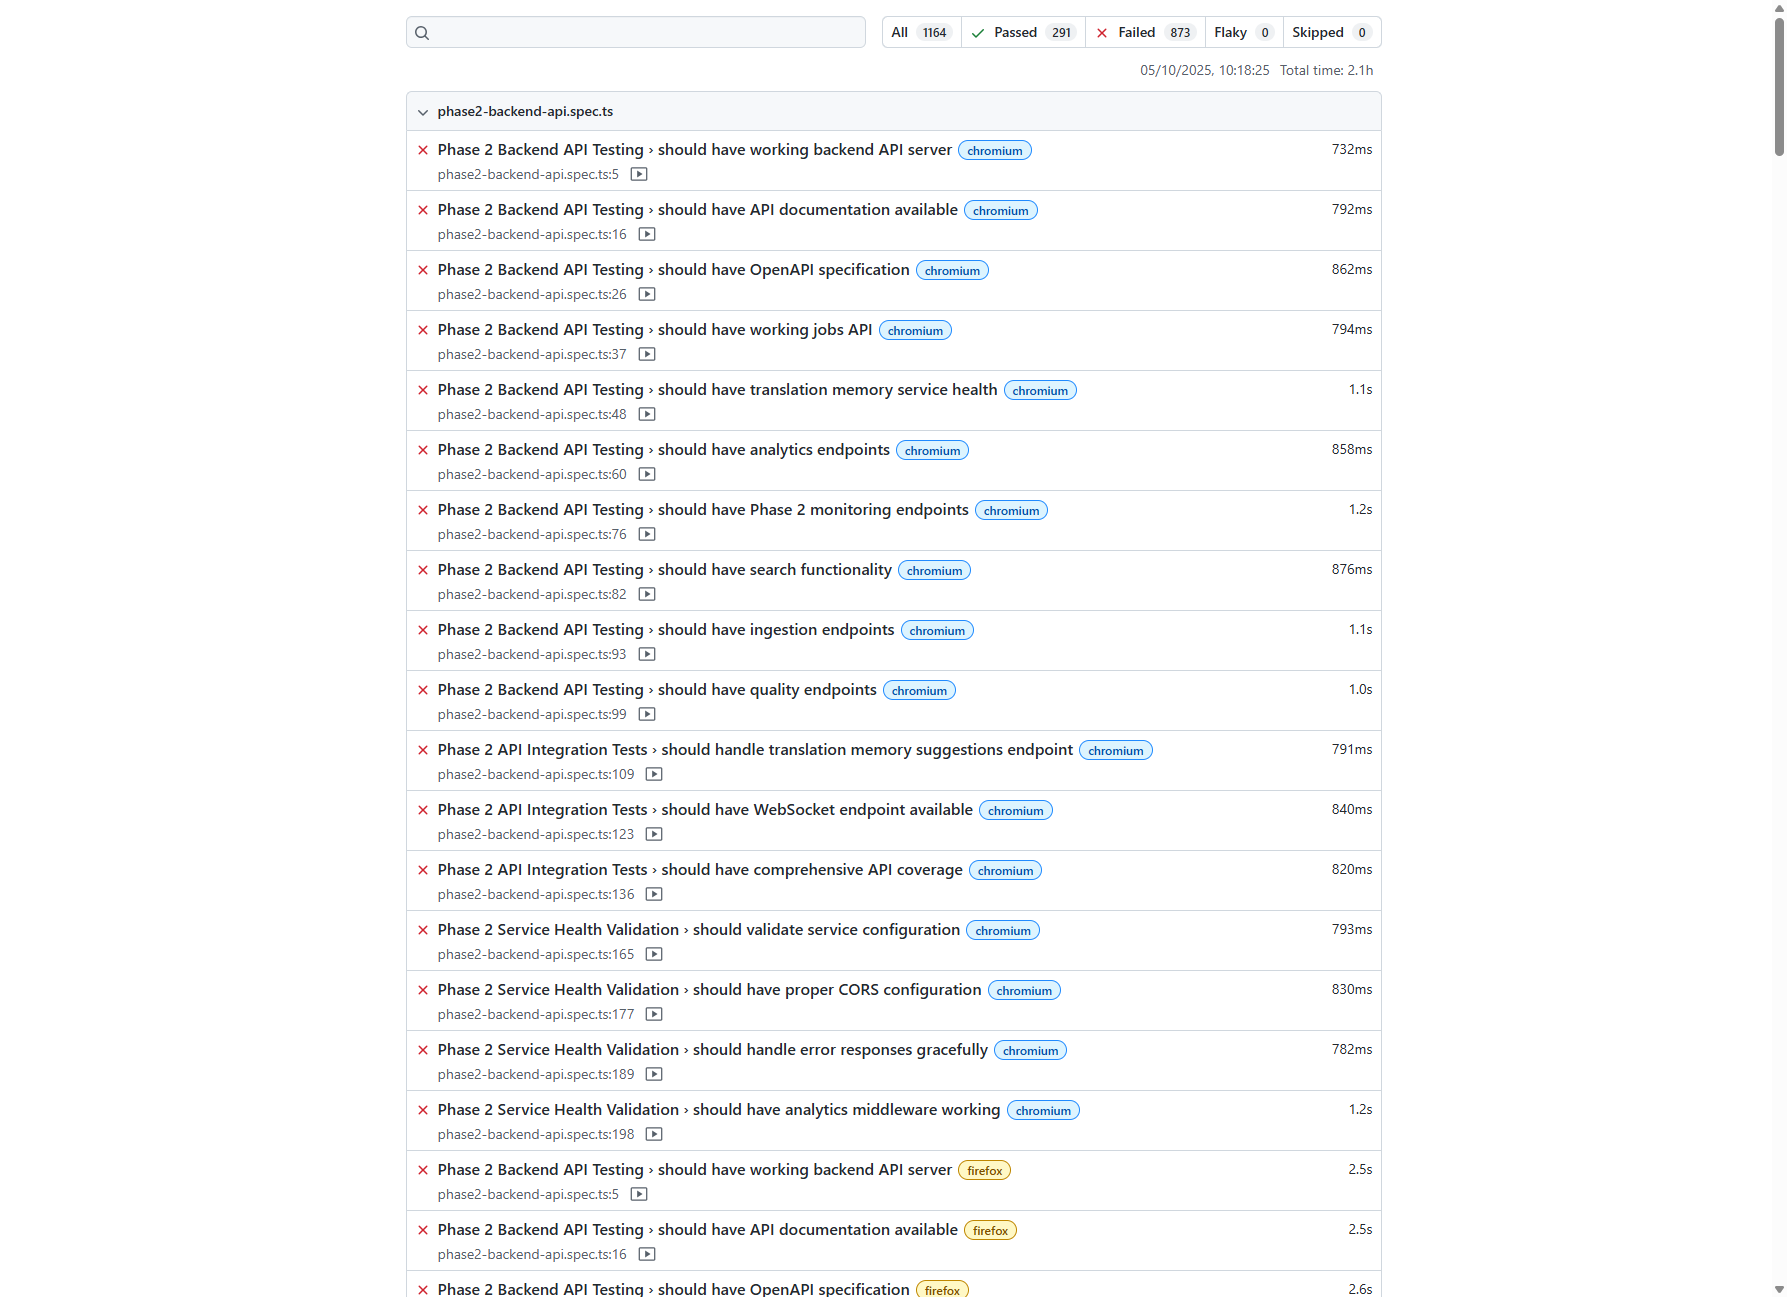 All 1164 Passed 291 Failed 873 Flaky 0 Skipped 0
05/10/2025, 10:18:25 Total time: 2.1h
phase2-backend-api.spec.ts
Phase 2 Backend API Testing › should have working backend API server chromium 732ms
phase2-backend-api.spec.ts:5
Phase 2 Backend API Testing › should have API documentation available chromium 792ms
phase2-backend-api.spec.ts:16
Phase 2 Backend API Testing › should have OpenAPI specification chromium 862ms
phase2-backend-api.spec.ts:26
Phase 2 Backend API Testing › should have working jobs API chromium 794ms
phase2-backend-api.spec.ts:37
Phase 2 Backend API Testing › should have translation memory service health chromium 1.1s
phase2-backend-api.spec.ts:48
Phase 2 Backend API Testing › should have analytics endpoints chromium 858ms
phase2-backend-api.spec.ts:60
Phase 2 Backend API Testing › should have Phase 2 monitoring endpoints chromium 1.2s
phase2-backend-api.spec.ts:76
Phase 2 Backend API Testing › should have search functionality chromium 876ms
phase2-backend-api.spec.ts:82
Phase 2 Backend API Testing › should have ingestion endpoints chromium 1.1s
phase2-backend-api.spec.ts:93
Phase 2 Backend API Testing › should have quality endpoints chromium 1.0s
phase2-backend-api.spec.ts:99
Phase 2 API Integration Tests › should handle translation memory suggestions endpoint chromium 791ms
phase2-backend-api.spec.ts:109
Phase 2 API Integration Tests › should have WebSocket endpoint available chromium 840ms
phase2-backend-api.spec.ts:123
Phase 2 API Integration Tests › should have comprehensive API coverage chromium 820ms
phase2-backend-api.spec.ts:136
Phase 2 Service Health Validation › should validate service configuration chromium 793ms
phase2-backend-api.spec.ts:165
Phase 2 Service Health Validation › should have proper CORS configuration chromium 830ms
phase2-backend-api.spec.ts:177
Phase 2 Service Health Validation › should handle error responses gracefully chromium 782ms
phase2-backend-api.spec.ts:189
Phase 2 Service Health Validation › should have analytics middleware working chromium 1.2s
phase2-backend-api.spec.ts:198
Phase 2 Backend API Testing › should have working backend API server firefox 2.5s
phase2-backend-api.spec.ts:5
Phase 2 Backend API Testing › should have API documentation available firefox 2.5s
phase2-backend-api.spec.ts:16
Phase 2 Backend API Testing › should have OpenAPI specification firefox 2.6s